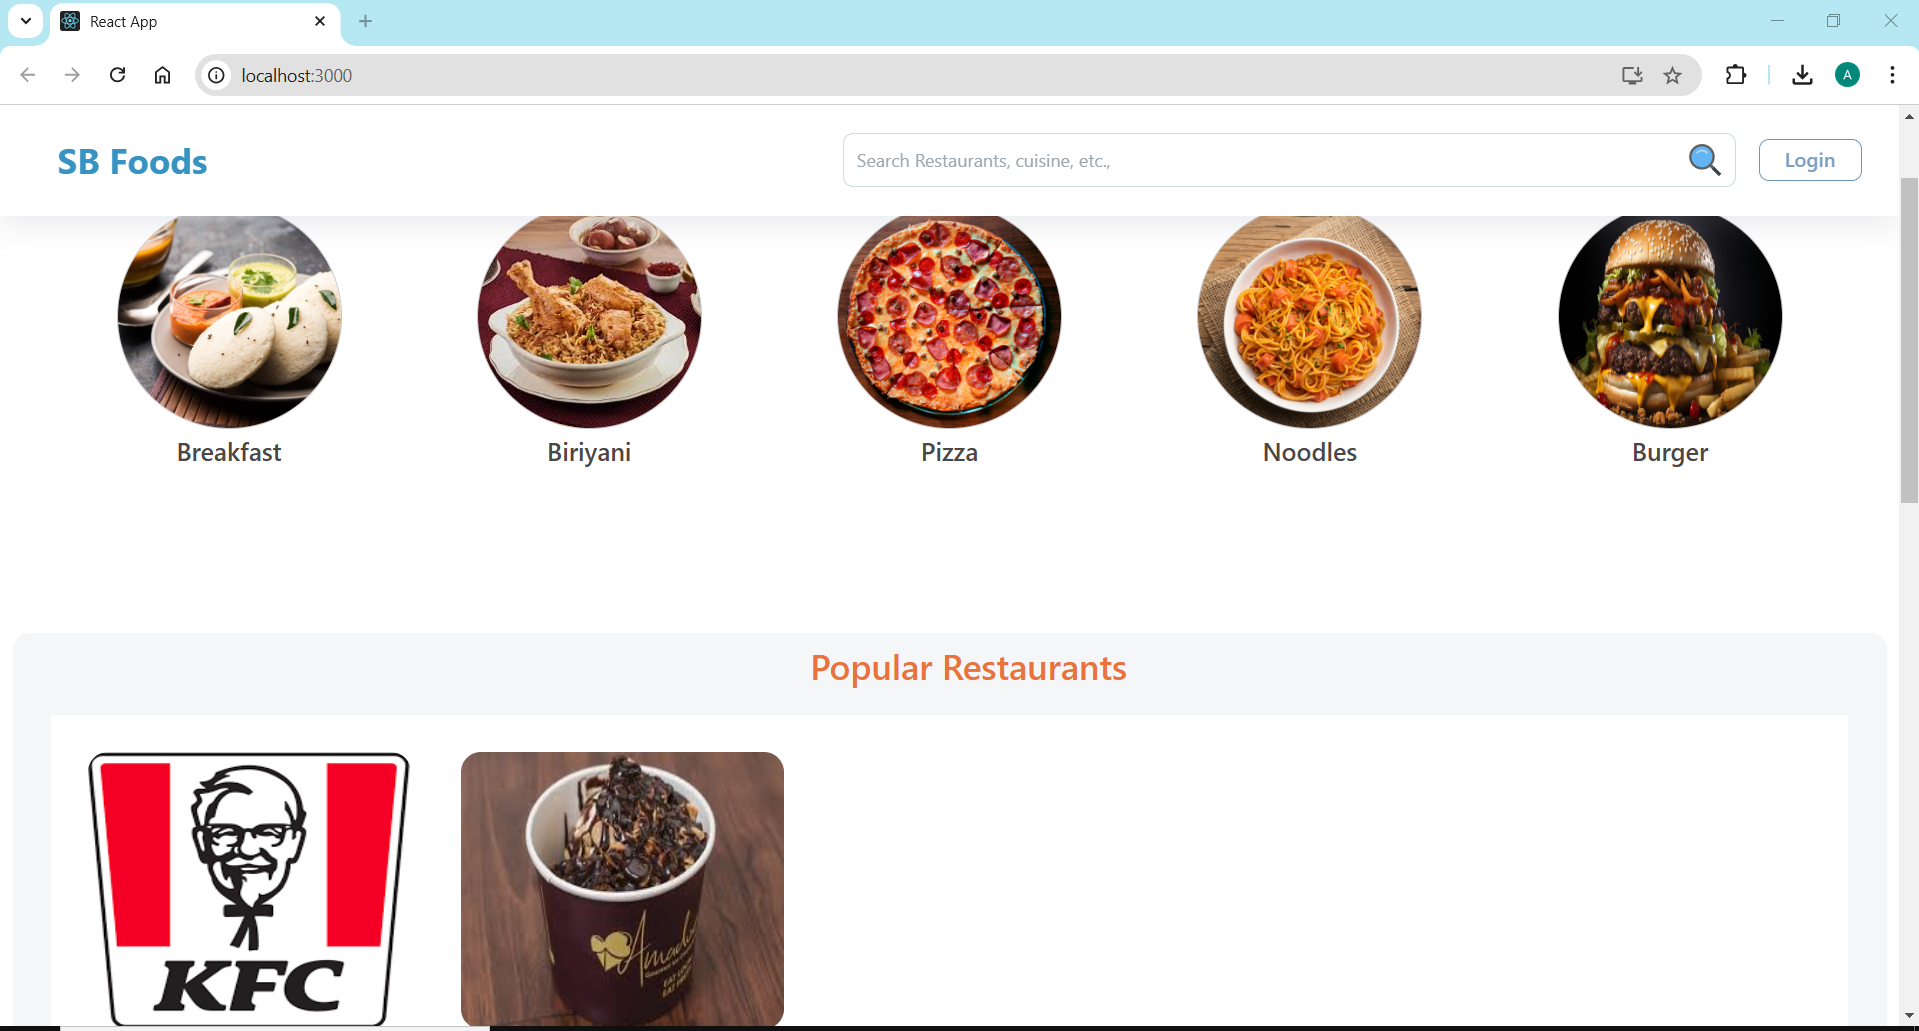 React App
localhost:3000
A
SB Foods
Search Restaurants, cuisine, etc.,
Login
Breakfast
Biriyani
Pizza
Noodles
Burger
Popular Restaurants
KFC